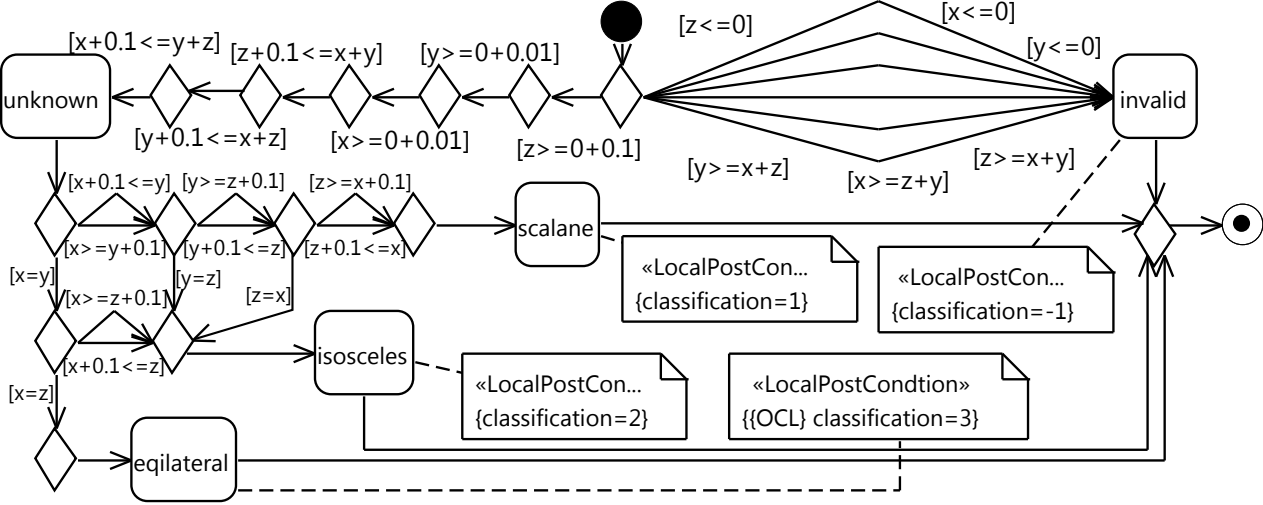 [z<=0]
[x<=0]
[y<=0]
[x+0.1<=y+z]
[z+0.1<=x+y]
[y>=0+0.01]
unknown
invalid
[y+0.1<=x+z]
[x>=0+0.01]
[z>=0+0.1]
[y>=x+z]
[x>=z+y]
[z>=x+y]
[x+0.1<=y]
[y>=z+0.1]
[z>=x+0.1]
scalane
[x>=y+0.1]
[y+0.1<=z]
[z+0.1<=x]
[x=y]
[y=z]
[z=x]
«LocalPostCon...
{classification=1}
«LocalPostCon...
{classification=-1}
[x>=z+0.1]
[x+0.1<=z]
isosceles
[x=z]
«LocalPostCon...
{classification=2}
«LocalPostCondtion»
{{OCL} classification=3}
eqilateral